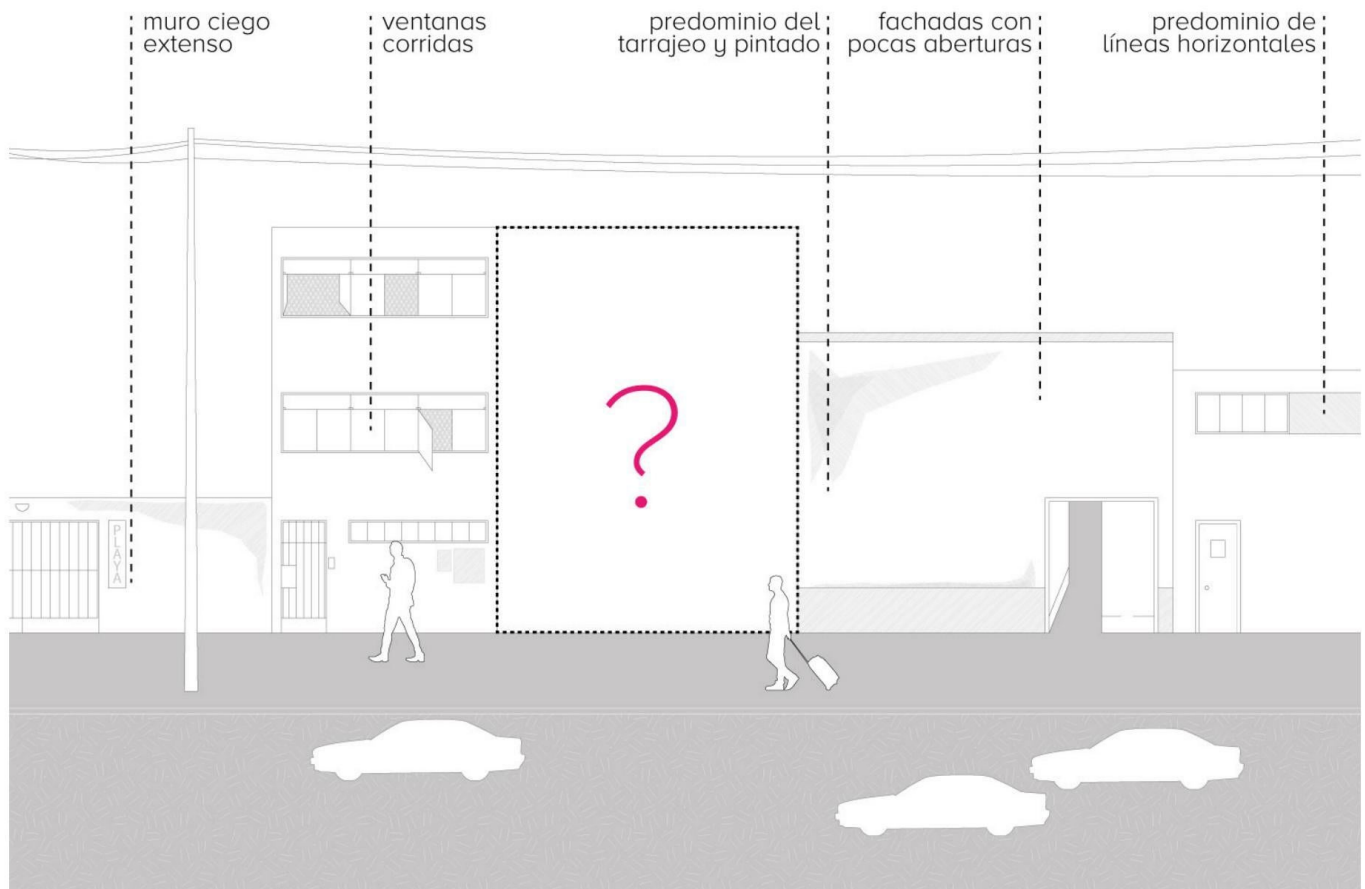 muro ciego
extenso
ventanas
corridas
predominio del
tarrajeo y pintado
fachadas con
pocas aberturas
predominio de
líneas horizontales
?
PLAYA